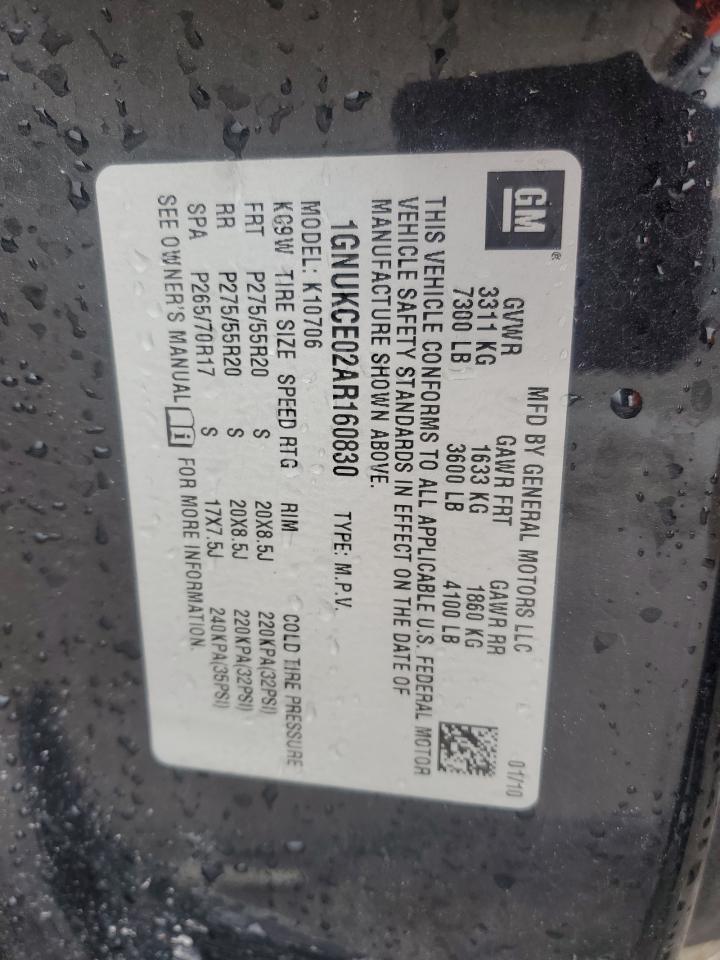 GM®
MFD BY GENERAL MOTORS LLC 01/10
GVWR GAWR FRT GAWR RR
3311 KG 1633 KG 1860 KG
7300 LB 3600 LB 4100 LB
THIS VEHICLE CONFORMS TO ALL APPLICABLE U.S. FEDERAL MOTOR
VEHICLE SAFETY STANDARDS IN EFFECT ON THE DATE OF
MANUFACTURE SHOWN ABOVE.
1GNUKCE02AR160830 TYPE: M.P.V.
MODEL: K10706
KC9W TIRE SIZE SPEED RTG RIM COLD TIRE PRESSURE
FRT P275/55R20 S 20X8.5J 220KPA(32PSI)
RR P275/55R20 S 20X8.5J 220KPA(32PSI)
SPA P265/70R17 S 17X7.5J 240KPA(35PSI)
SEE OWNER'S MANUAL i FOR MORE INFORMATION.